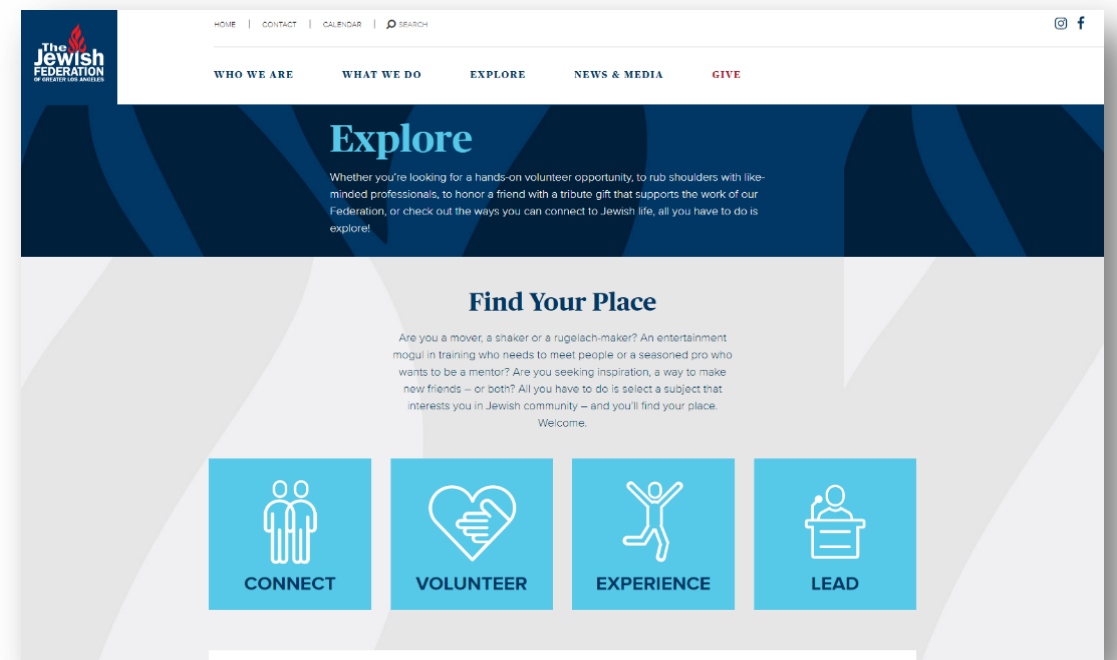 The
Jewish
FEDERATION
OF GREATER LOS ANGELES
HOME | CONTACT | CALENDAR | SEARCH
WHO WE ARE WHAT WE DO EXPLORE NEWS & MEDIA GIVE
Explore
Whether you're looking for a hands-on volunteer opportunity, to rub shoulders with like-
minded professionals, to honor a friend with a tribute gift that supports the work of our
Federation, or check out the ways you can connect to Jewish life, all you have to do is
explore!
Find Your Place
Are you a mover, a shaker or a rugelach-maker? An entertainment
mogul in training who needs to meet people or a seasoned pro who
wants to be a mentor? Are you seeking inspiration, a way to make
new friends – or both? All you have to do is select a subject that
interests you in Jewish community – and you'll find your place.
Welcome.
CONNECT VOLUNTEER EXPERIENCE LEAD